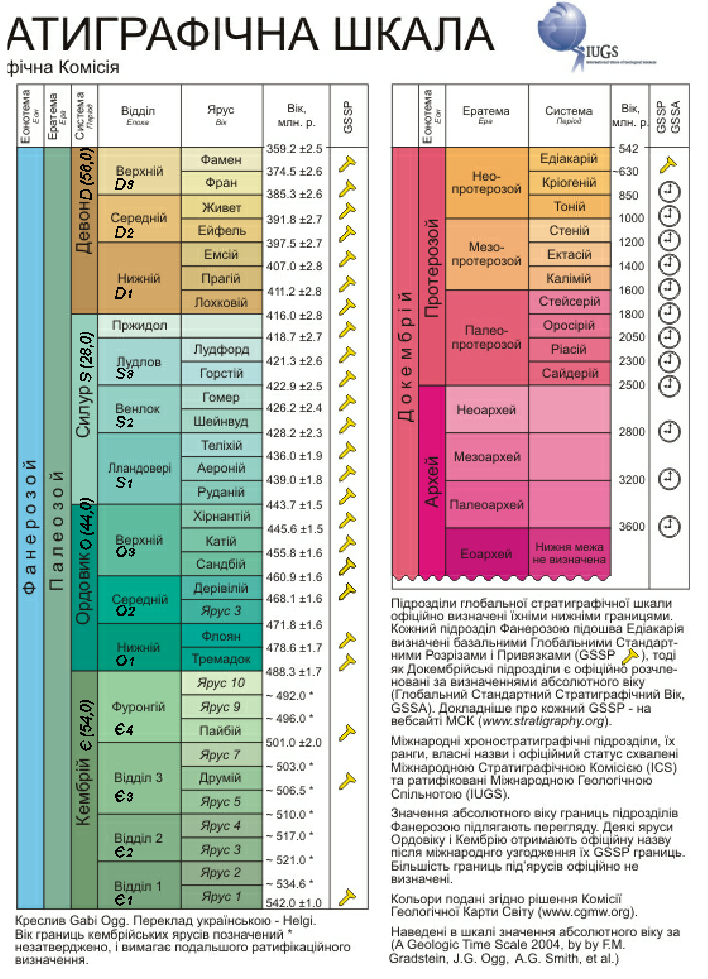 АТИГРАФІЧНА ШКАЛА
фічна Комісія
IUGS
Еонотема Еон
Ератема Ера
Система Період
Відділ Епоха
Ярус Вік
Вік, млн. р.
GSSP
Фанерозой
Палеозой
Девон D (56,0)
Верхній D3
Середній D2
Нижній D1
Фамен
Фран
Живет
Ейфель
Емсій
Прагій
Лохковій
359.2 ±2.5
374.5 ±2.6
385.3 ±2.6
391.8 ±2.7
397.5 ±2.7
407.0 ±2.8
411.2 ±2.8
416.0 ±2.8
Силур S (28,0)
Пржидол
Лудлов S3
Венлок S2
Лландовері S1
Лудфорд
Горстій
Гомер
Шейнвуд
Теліхій
Аероній
Руданій
418.7 ±2.7
421.3 ±2.6
422.9 ±2.5
426.2 ±2.4
428.2 ±2.3
436.0 ±1.9
439.0 ±1.8
443.7 ±1.5
Ордовик О (44,0)
Верхній О3
Середній О2
Нижній О1
Хірнантій
Катій
Сандбій
Дерівілій
Ярус 3
Флоян
Тремадок
445.6 ±1.5
455.8 ±1.6
460.9 ±1.6
468.1 ±1.6
471.8 ±1.6
478.6 ±1.7
488.3 ±1.7
Кембрій Є (54,0)
Фуронгій Є4
Відділ 3 Є3
Відділ 2 Є2
Відділ 1 Є1
Ярус 10
Ярус 9
Пайбій
Ярус 7
Друмій
Ярус 5
Ярус 4
Ярус 3
Ярус 2
Ярус 1
~ 492.0 *
~ 496.0 *
501.0 ±2.0
~ 503.0 *
~ 506.5 *
~ 510.0 *
~ 517.0 *
~ 521.0 *
~ 534.6 *
542.0 ±1.0
Креслив Gabi Ogg. Переклад українською - Helgi.
Вік границь кембрійських ярусів позначений *
незатверджено, і вимагає подальшого ратифікаційного
визначення.
Еонотема Еон
Ератема Ера
Система Період
Вік, млн. р.
GSSP GSSA
Докембрій
Протерозой
Нео-
протерозой
Мезо-
протерозой
Палео-
протерозой
Едіакарій
Кріогеній
Тоній
Стеній
Ектасій
Калімій
Стейсерій
Оросірій
Ріасій
Сайдерій
Архей
Неоархей
Мезоархей
Палеоархей
Еоархей
Нижня межа
не визначена
542
~630
850
1000
1200
1400
1600
1800
2050
2300
2500
2800
3200
3600
Підрозділи глобальної стратиграфічної шкали
офіційно визначені їхніми нижніми границями.
Кожний підрозділ Фанерозою підошва Едіакарія
визначені базальними Глобальними Стандарт-
ними Розрізами і Привязками (GSSP ), тоді
як Докембрійські підрозділи є офіційно розчле-
новані за визначеннями абсолютного віку
(Глобальний Стандартний Стратиграфічний Вік,
GSSA). Докладніше про кожний GSSP - на
вебсайті МСК (www.stratigraphy.org).
Міжнародні хроностратиграфічні підрозділи, їх
ранги, власні назви і офіційний статус схвалені
Міжнародною Стратиграфічною Комісією (ICS)
та ратифіковані Міжнародною Геологічною
Спільнотою (IUGS).
Значення абсолютного віку границь підрозділів
Фанерозою підлягають перегляду. Деякі яруси
Ордовіку і Кембрію отримають офіційну назву
після міжнароднго узгодження їх GSSP границь.
Більшість границь під'ярусів офіційно не
визначені.
Кольори подані згідно рішення Комісії
Геологічної Карти Світу (www.cgmw.org).
Наведені в шкалі значення абсолютного віку за
(A Geologic Time Scale 2004, by by F.M.
Gradstein, J.G. Ogg, A.G. Smith, et al.)